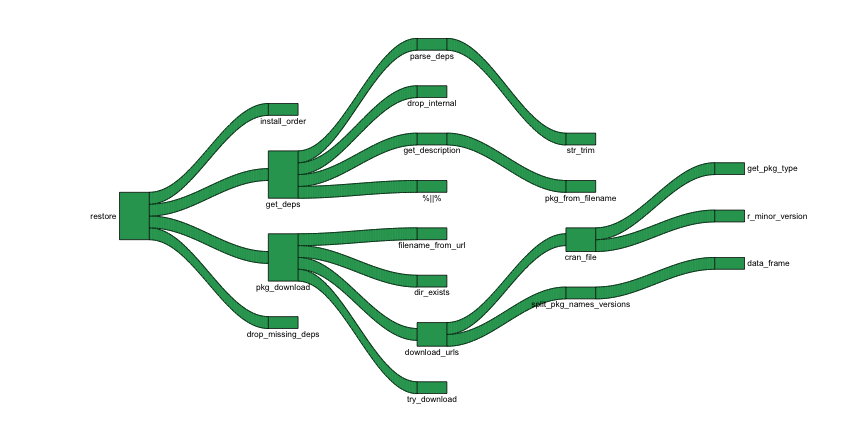 restore
install_order
get_deps
pkg_download
drop_missing_deps
parse_deps
drop_internal
get_description
%||%
filename_from_url
dir_exists
download_urls
try_download
str_trim
pkg_from_filename
cran_file
split_pkg_names_versions
get_pkg_type
r_minor_version
data_frame